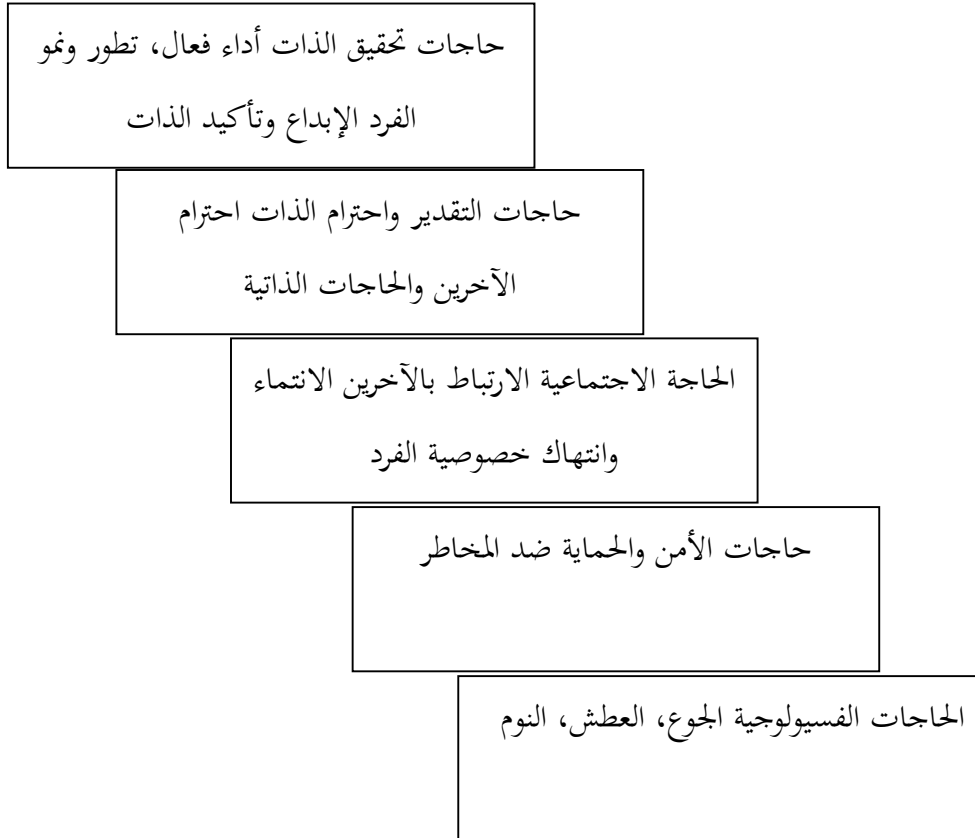 حاجات تحقيق الذات أداء فعال، تطور ونمو
الفرد الإبداع وتأكيد الذات
حاجات التقدير واحترام الذات احترام
الآخرين والحاجات الذاتية
الحاجة الاجتماعية الارتباط بالآخرين الانتماء
وانتهاك خصوصية الفرد
حاجات الأمن والحماية ضد المخاطر
الحاجات الفسيولوجية الجوع، العطش، النوم